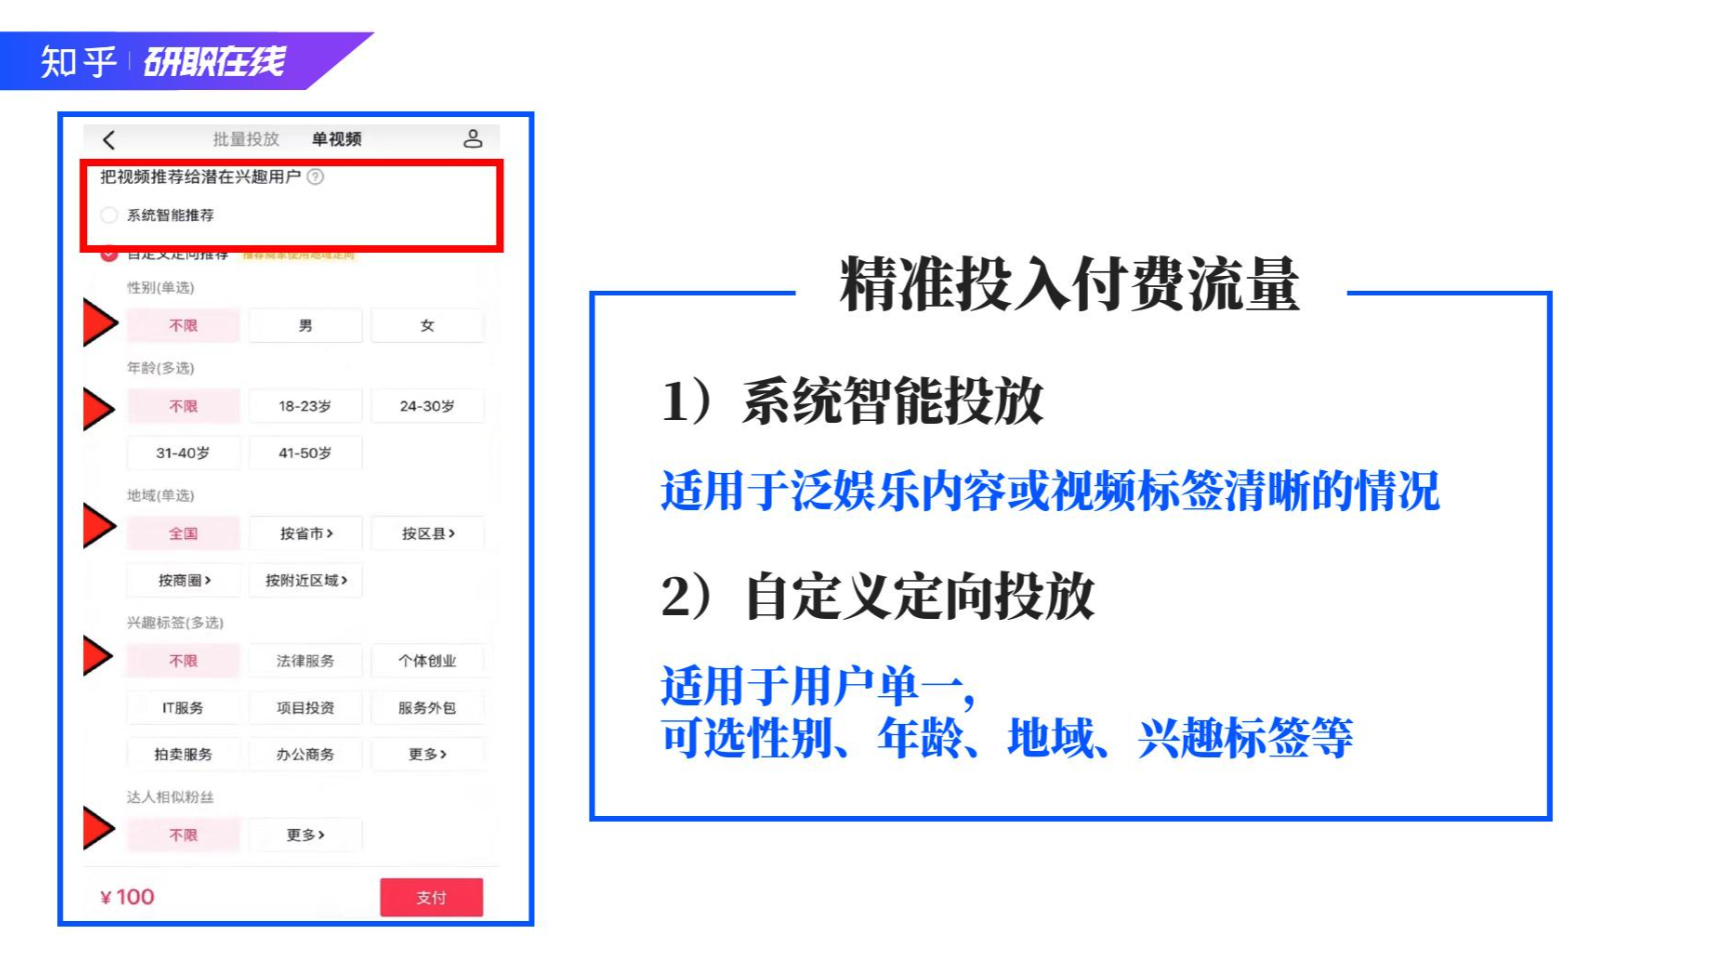 知乎 | 研职在线
批量投放 单视频
把视频推荐给潜在兴趣用户 ?
系统智能推荐
自定义定向推荐 推荐商家使用地域定向
性别(单选)
不限 男 女
年龄(多选)
不限 18-23岁 24-30岁
31-40岁 41-50岁
地域(单选)
全国 按省市> 按区县>
按商圈> 按附近区域>
兴趣标签(多选)
不限 法律服务 个体创业
IT服务 项目投资 服务外包
拍卖服务 办公商务 更多>
达人相似粉丝
不限 更多>
¥100 支付
精准投入付费流量
1）系统智能投放
适用于泛娱乐内容或视频标签清晰的情况
2）自定义定向投放
适用于用户单一，
可选性别、年龄、地域、兴趣标签等